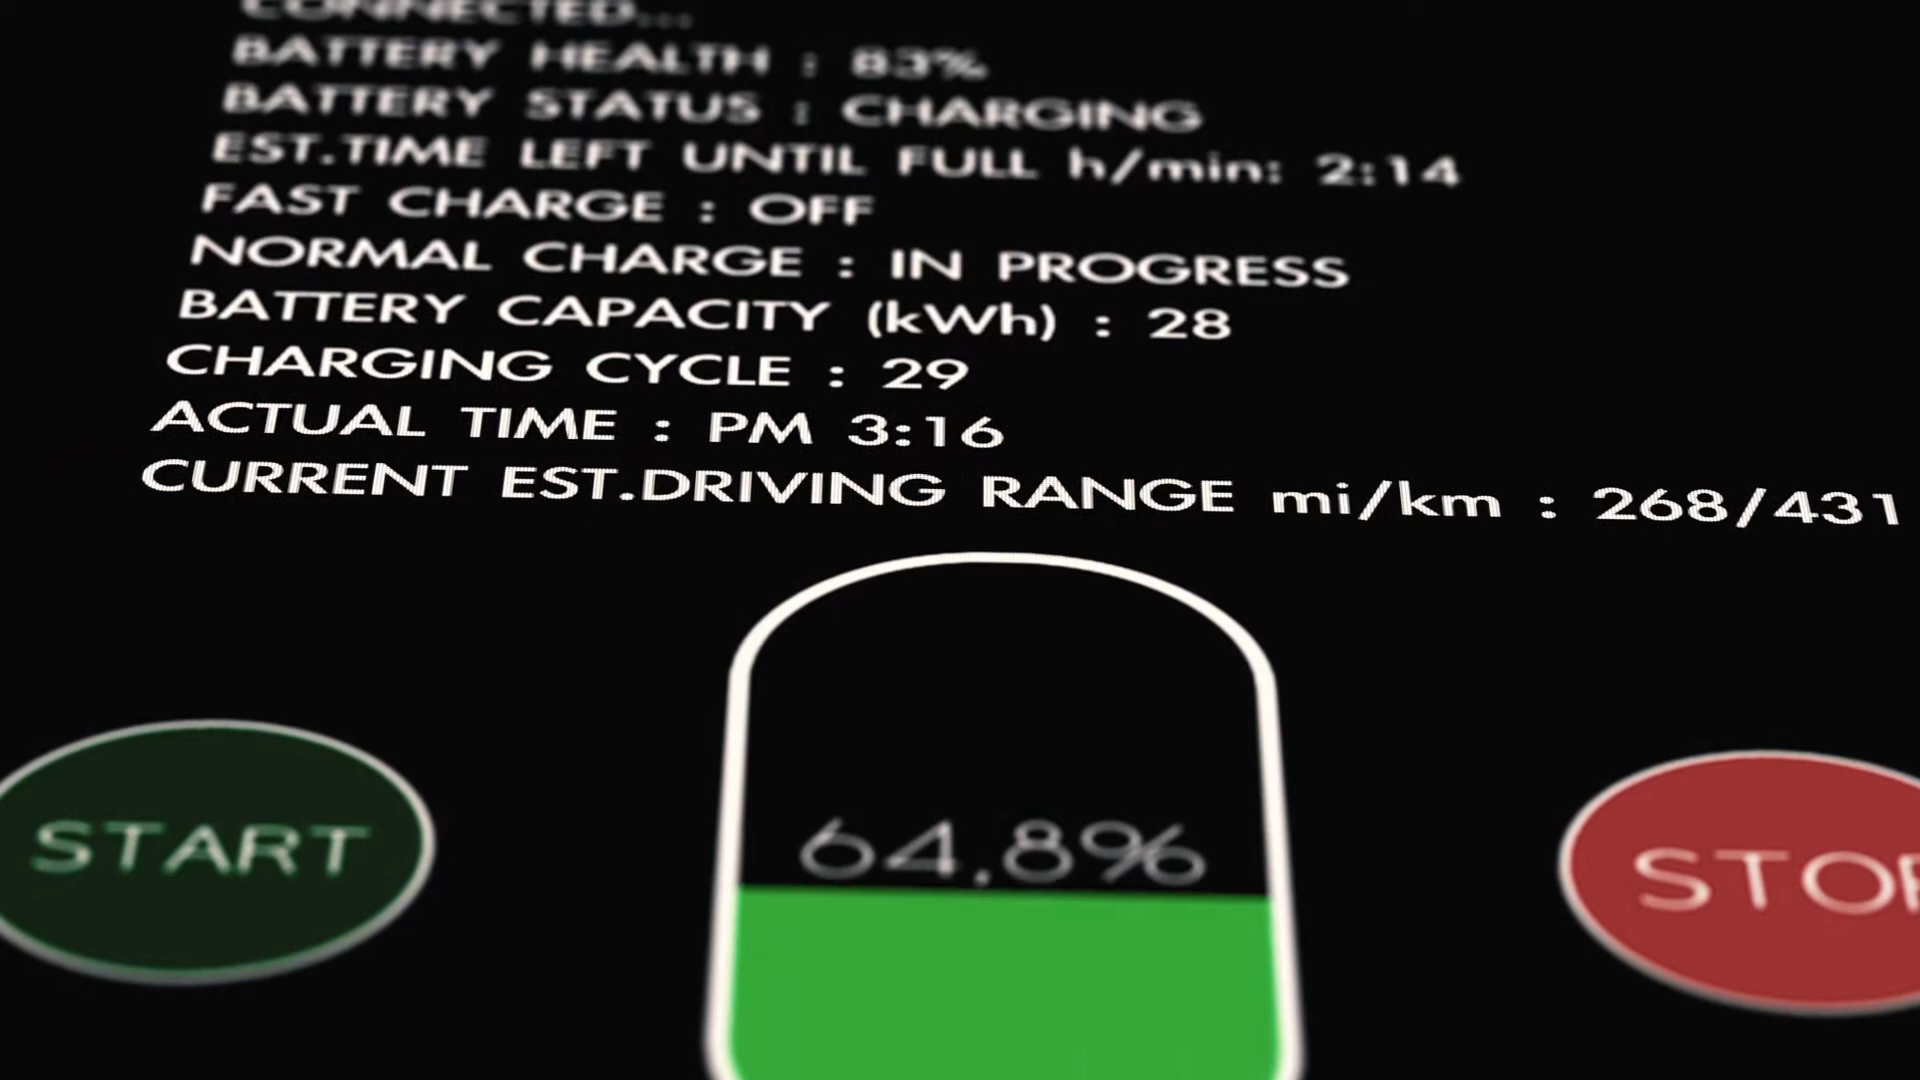 CONNECTED...
BATTERY HEALTH : 83%
BATTERY STATUS : CHARGING
EST.TIME LEFT UNTIL FULL h/min: 2:14
FAST CHARGE : OFF
NORMAL CHARGE : IN PROGRESS
BATTERY CAPACITY (kWh) : 28
CHARGING CYCLE : 29
ACTUAL TIME : PM 3:16
CURRENT EST.DRIVING RANGE mi/km : 268/431
64.8%
START
STOP